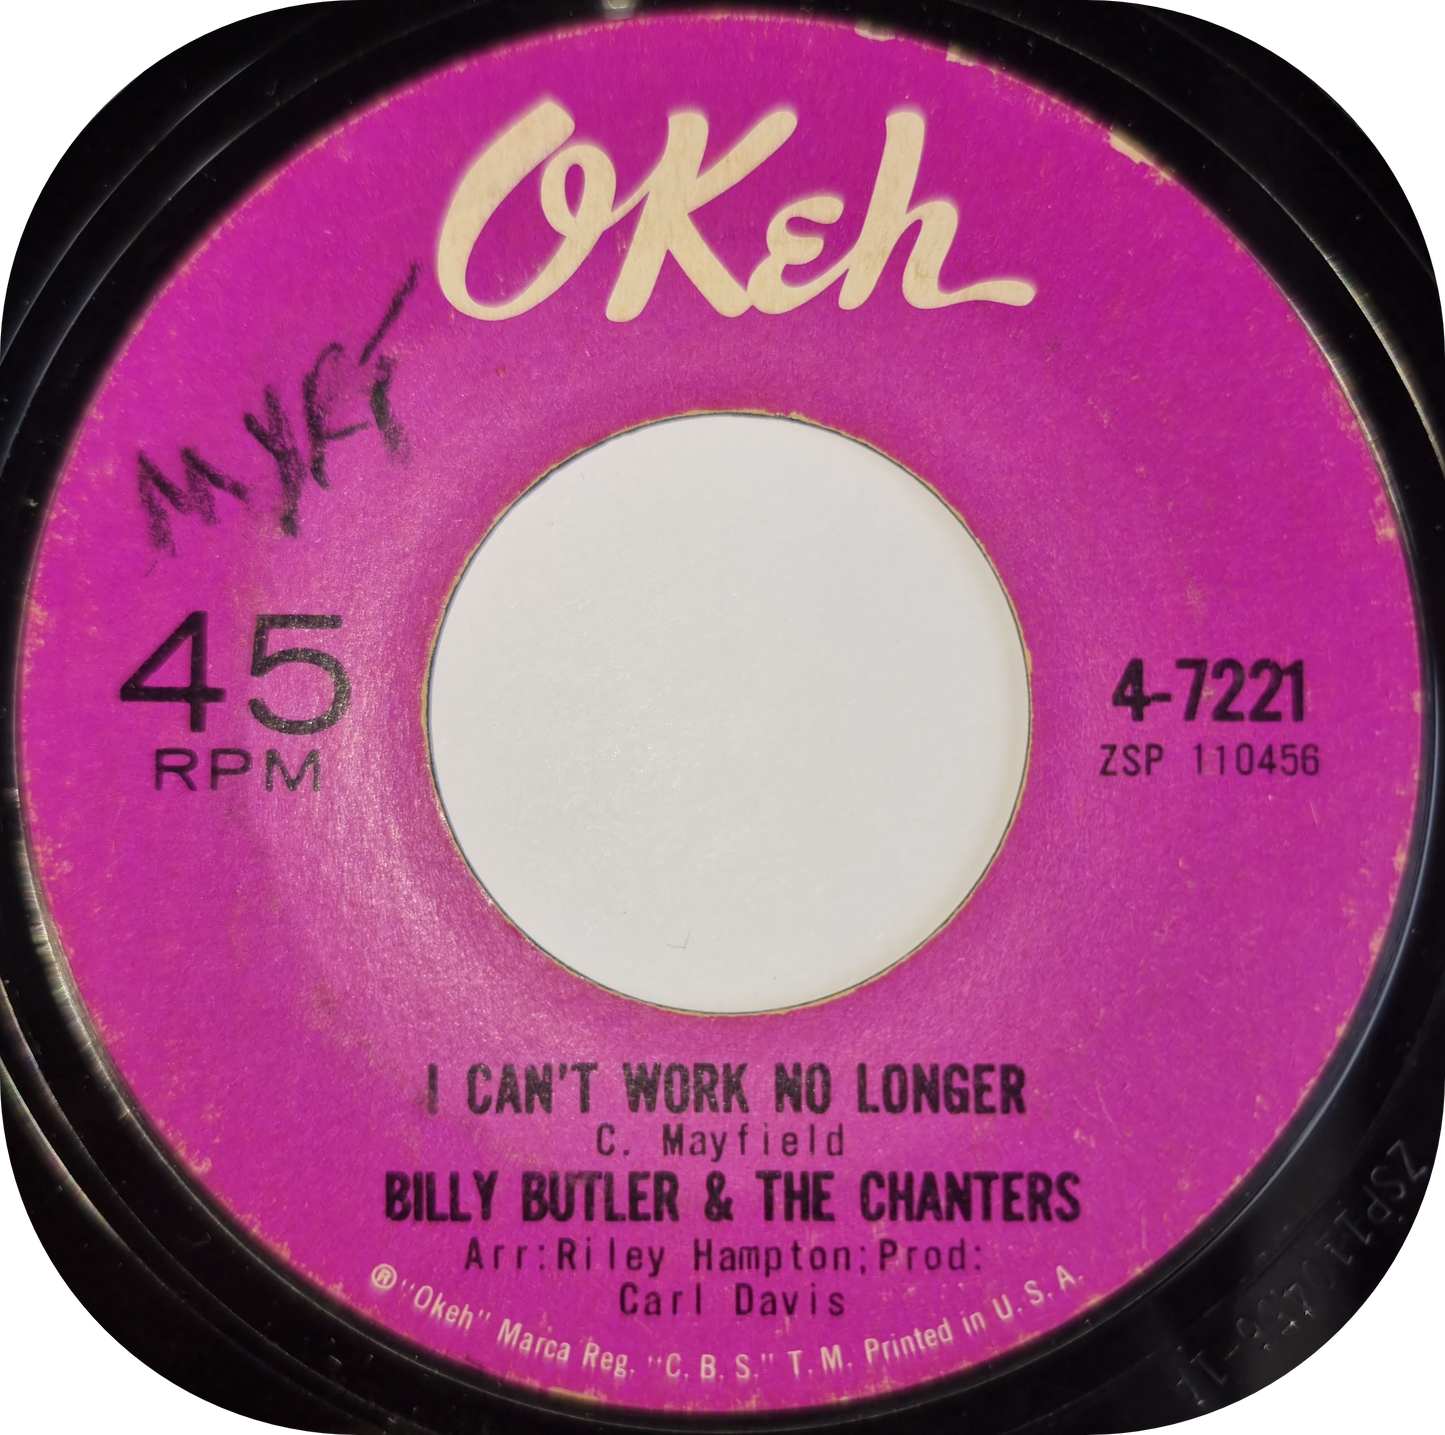 OKeh
MYRT
45
RPM
4-7221
ZSP 110456
I CAN'T WORK NO LONGER
C. Mayfield
BILLY BUTLER & THE CHANTERS
Arr:Riley Hampton;Prod:
Carl Davis
® "Okeh" Marca Reg. "C.B.S." T.M. Printed in U.S.A.